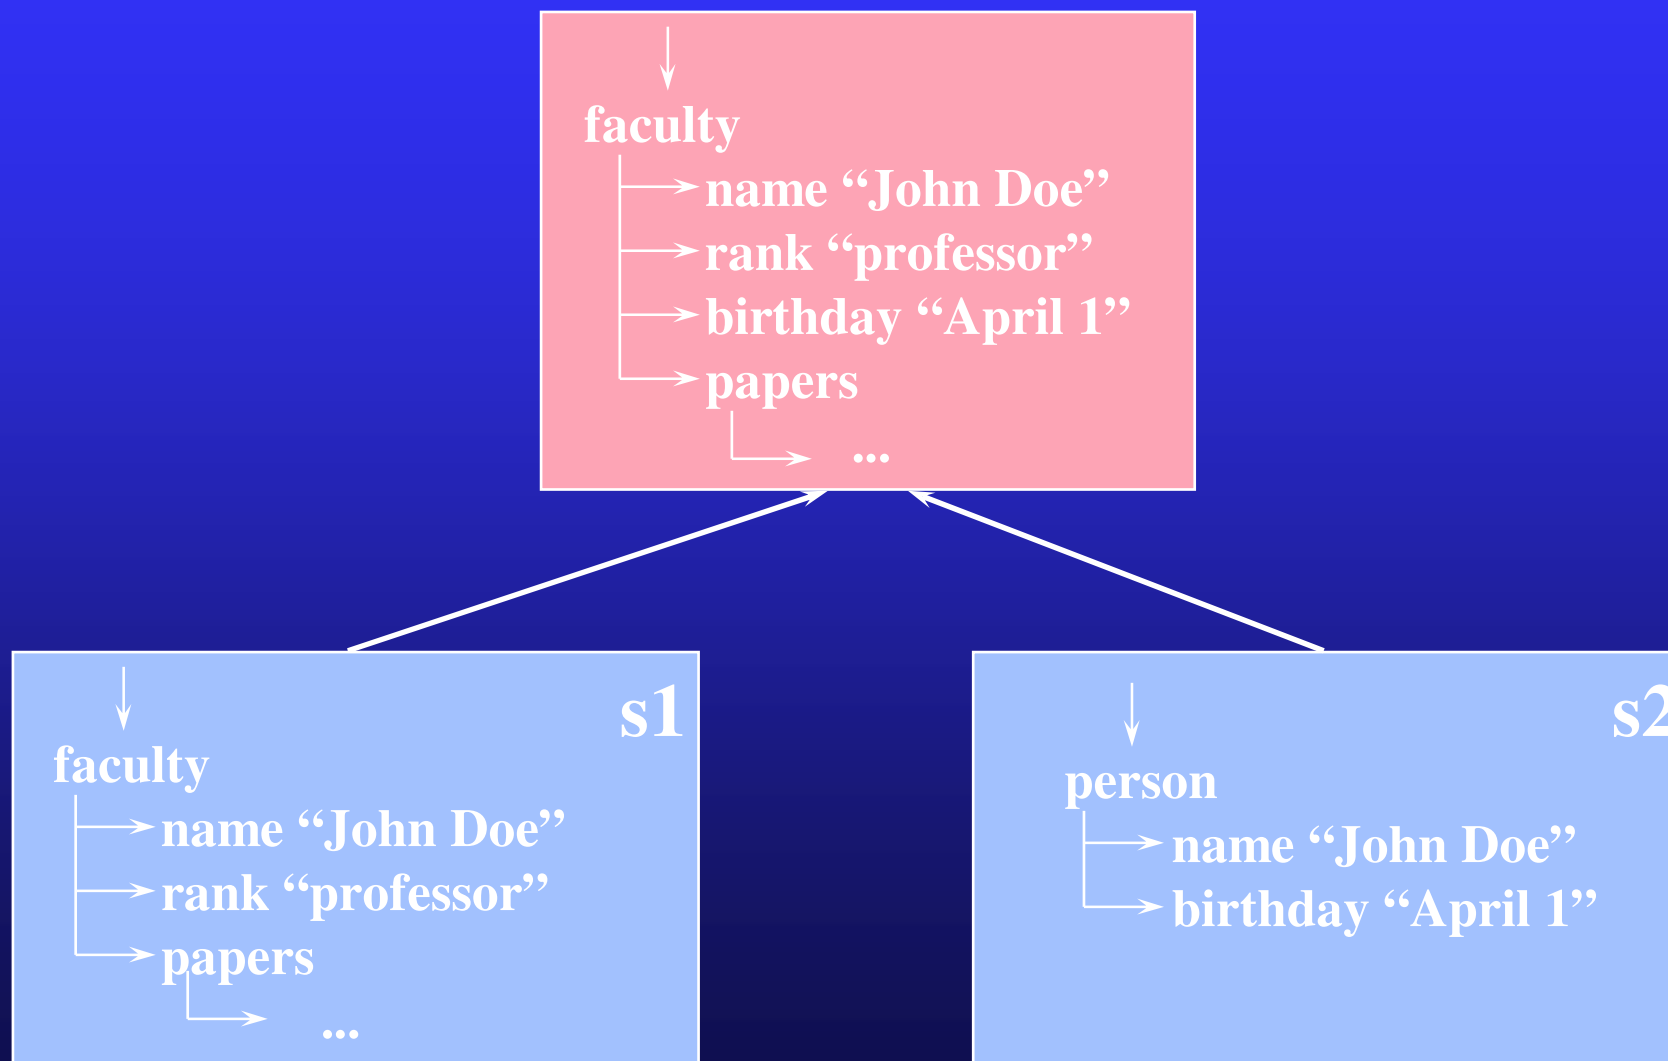 faculty
name “John Doe”
rank “professor”
birthday “April 1”
papers
...
s1
faculty
name “John Doe”
rank “professor”
papers
...
s2
person
name “John Doe”
birthday “April 1”